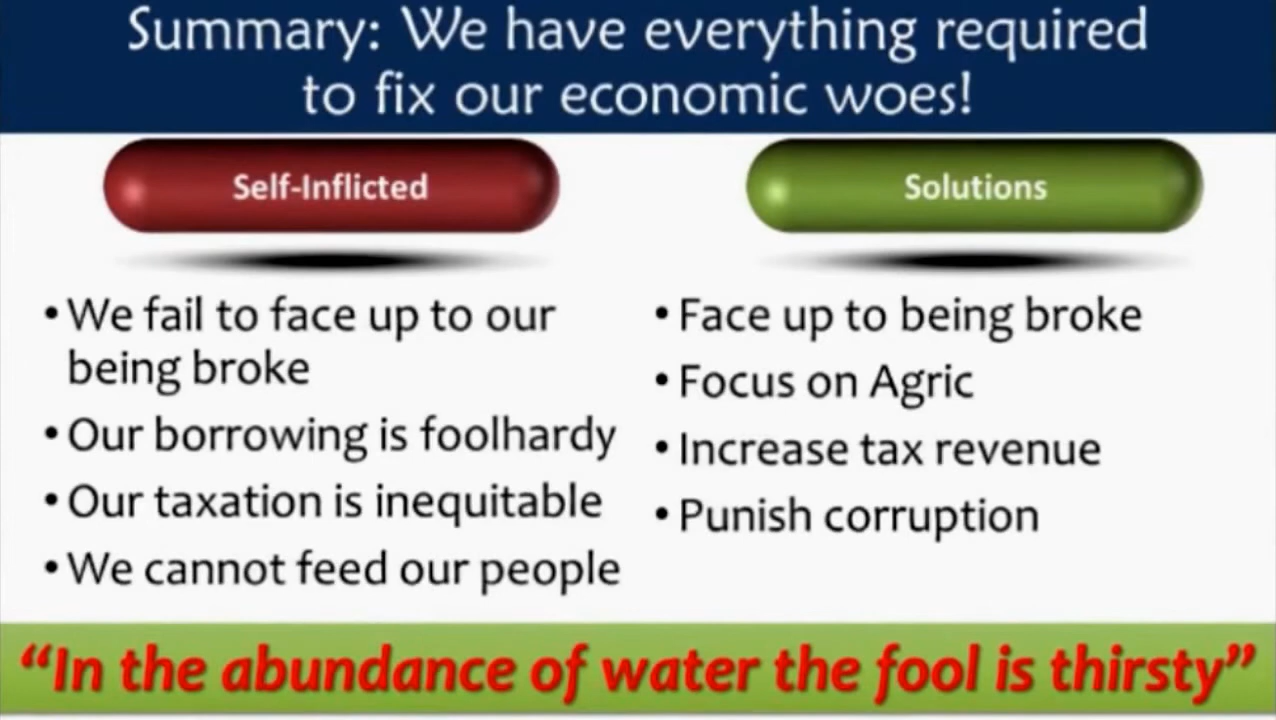 Summary: We have everything required
to fix our economic woes!
Self-Inflicted
• We fail to face up to our
being broke
• Our borrowing is foolhardy
• Our taxation is inequitable
• We cannot feed our people
Solutions
• Face up to being broke
• Focus on Agric
• Increase tax revenue
• Punish corruption
“In the abundance of water the fool is thirsty”